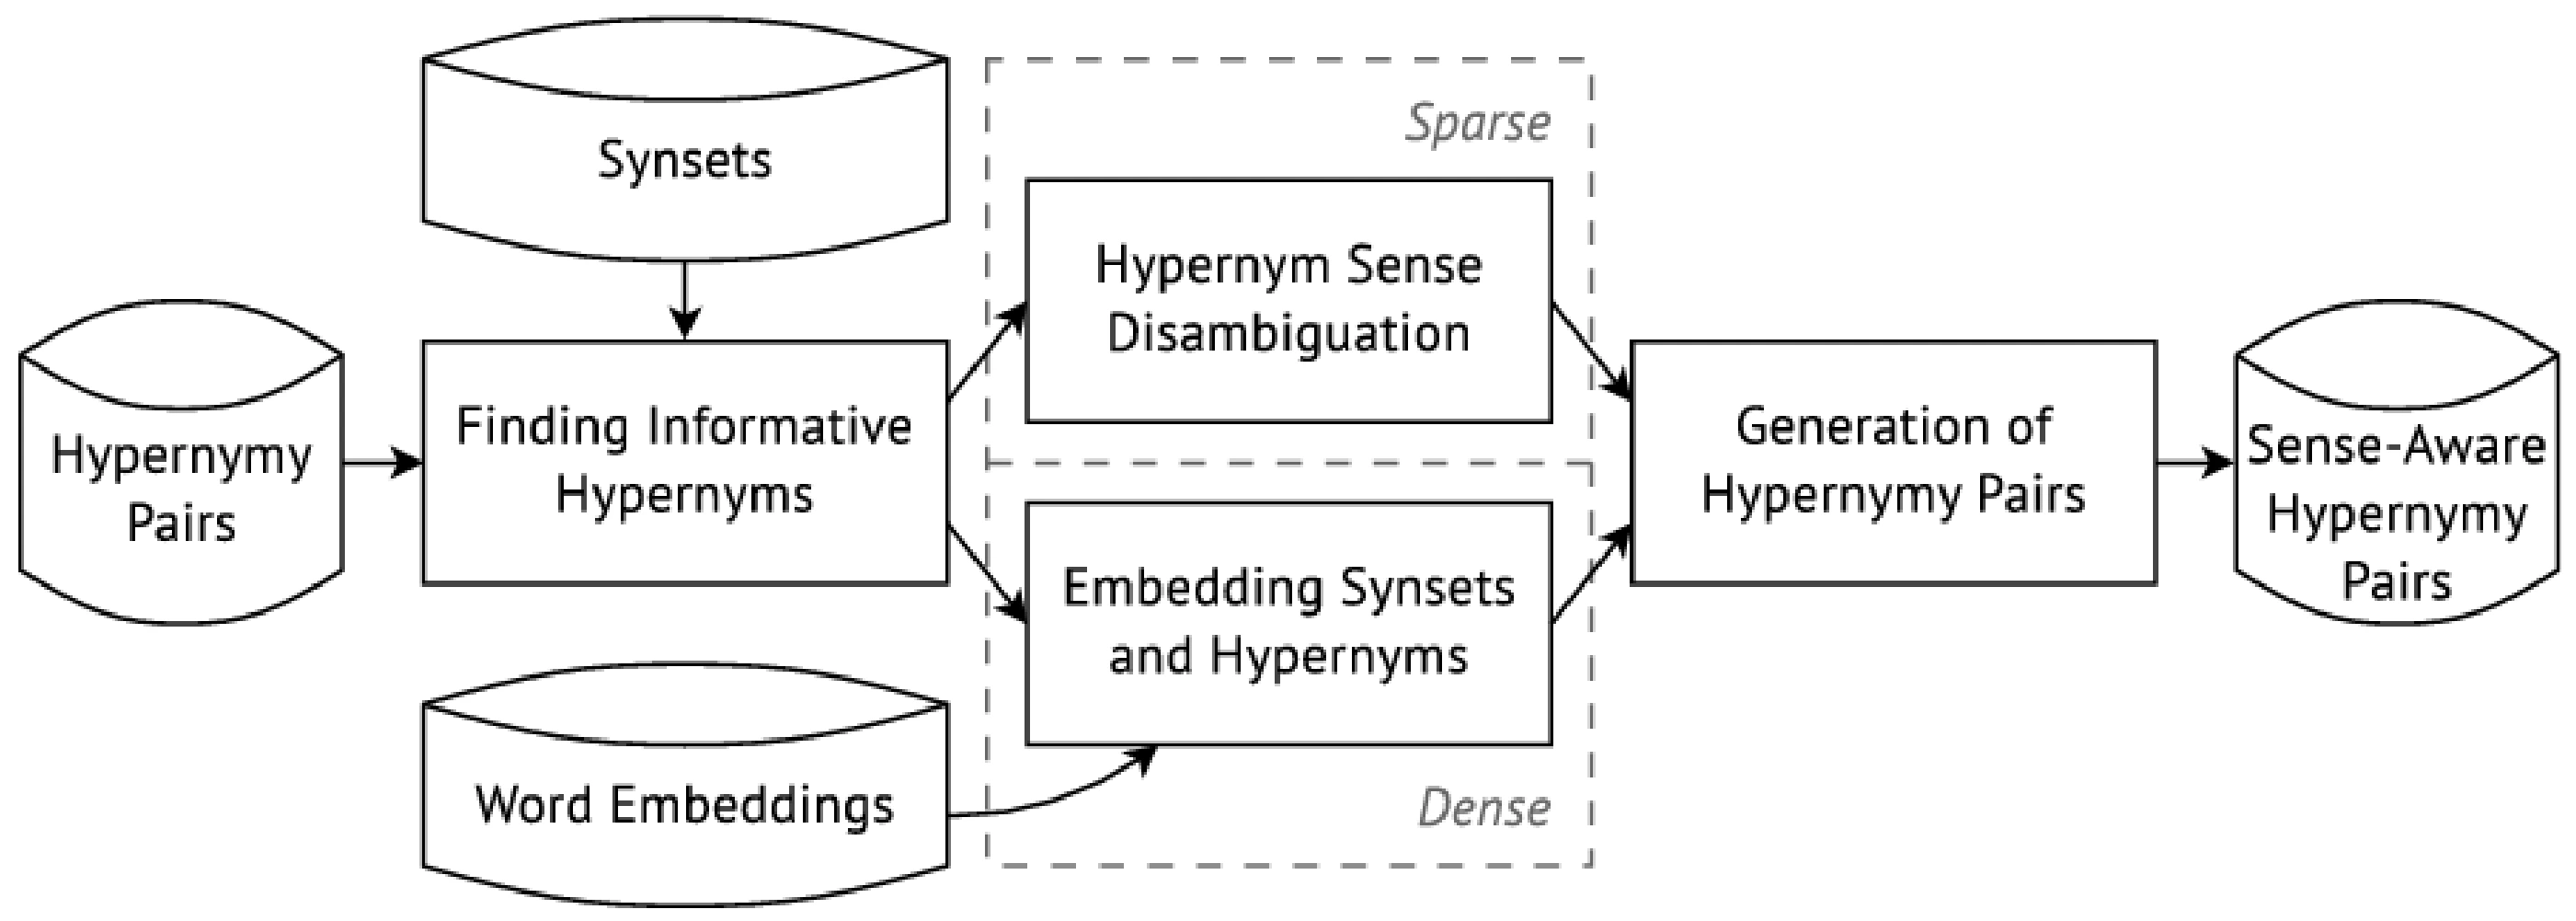 Synsets
Sparse
Hypernym Sense
Disambiguation
Hypernymy
Pairs
Finding Informative
Hypernyms
Generation of
Hypernymy Pairs
Sense-Aware
Hypernymy
Pairs
Embedding Synsets
and Hypernyms
Word Embeddings
Dense